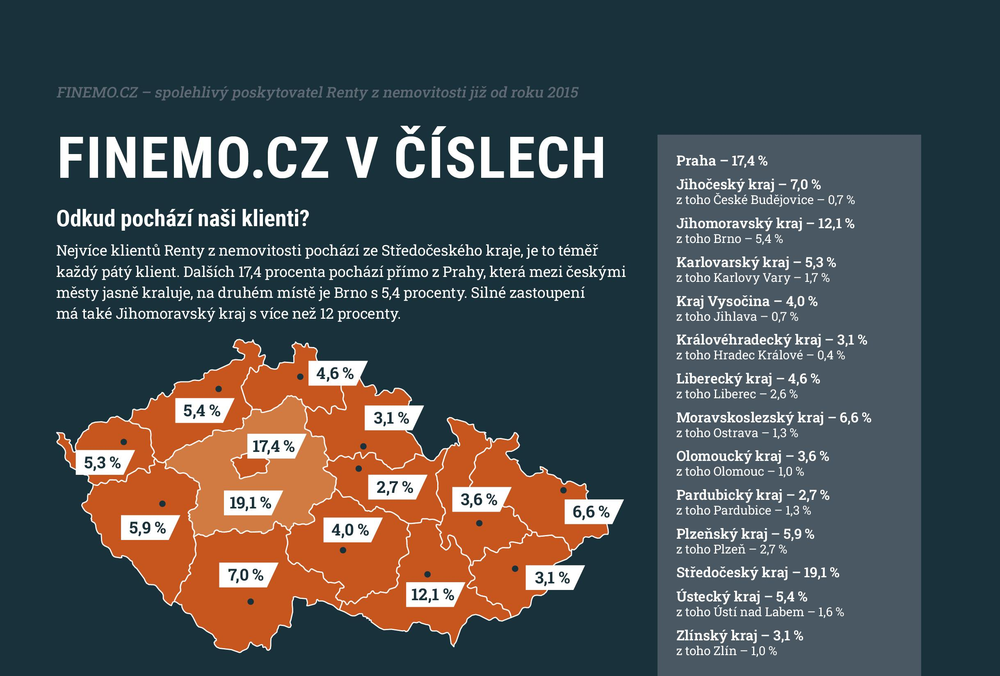 FINEMO.CZ – spolehlivý poskytovatel Renty z nemovitosti již od roku 2015
FINEMO.CZ V ČÍSLECH
Odkud pochází naši klienti?
Nejvíce klientů Renty z nemovitosti pochází ze Středočeského kraje, je to téměř
každý pátý klient. Dalších 17,4 procenta pochází přímo z Prahy, která mezi českými
městy jasně kraluje, na druhém místě je Brno s 5,4 procenty. Silné zastoupení
má také Jihomoravský kraj s více než 12 procenty.
4,6 %
5,4 %
3,1 %
17,4 %
5,3 %
2,7 %
3,6 %
19,1 %
6,6 %
5,9 %
4,0 %
7,0 %
3,1 %
12,1 %
Praha – 17,4 %
Jihočeský kraj – 7,0 %
z toho České Budějovice – 0,7 %
Jihomoravský kraj – 12,1 %
z toho Brno – 5,4 %
Karlovarský kraj – 5,3 %
z toho Karlovy Vary – 1,7 %
Kraj Vysočina – 4,0 %
z toho Jihlava – 0,7 %
Královéhradecký kraj – 3,1 %
z toho Hradec Králové – 0,4 %
Liberecký kraj – 4,6 %
z toho Liberec – 2,6 %
Moravskoslezský kraj – 6,6 %
z toho Ostrava – 1,3 %
Olomoucký kraj – 3,6 %
z toho Olomouc – 1,0 %
Pardubický kraj – 2,7 %
z toho Pardubice – 1,3 %
Plzeňský kraj – 5,9 %
z toho Plzeň – 2,7 %
Středočeský kraj – 19,1 %
Ústecký kraj – 5,4 %
z toho Ústí nad Labem – 1,6 %
Zlínský kraj – 3,1 %
z toho Zlín – 1,0 %